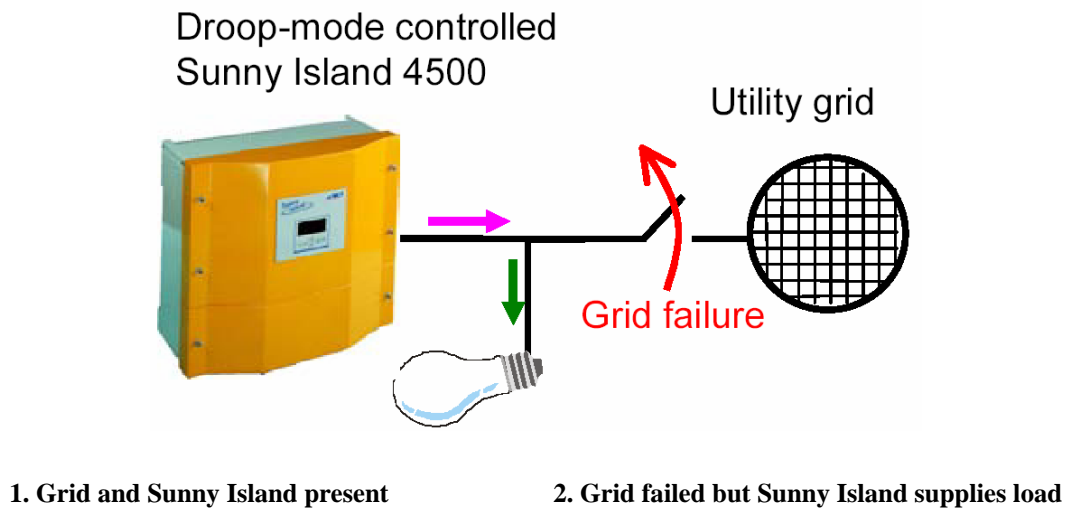 Droop-mode controlled
Sunny Island 4500
Utility grid
Grid failure
1. Grid and Sunny Island present
2. Grid failed but Sunny Island supplies load